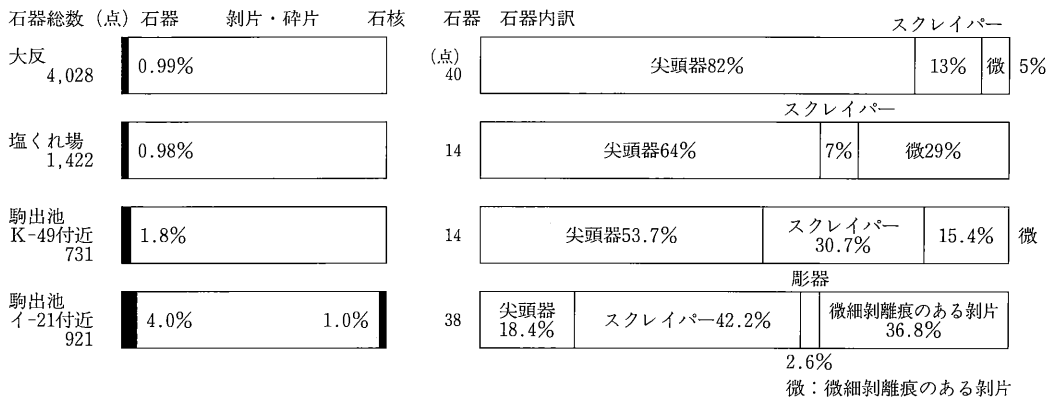 石器総数（点） 石器 剝片・砕片 石核 石器 石器内訳
スクレイパー
大反
4,028
0.99%
(点)
40
尖頭器82% 13% 微 5%
スクレイパー
塩くれ場
1,422
0.98%
14
尖頭器64% 7% 微29%
駒出池
K-49付近
731
1.8%
14
尖頭器53.7%
スクレイパー
30.7%
15.4% 微
彫器
駒出池
イ-21付近
921
4.0% 1.0%
38
尖頭器
18.4%
スクレイパー42.2%
微細剝離痕のある剝片
36.8%
2.6%
微：微細剝離痕のある剝片